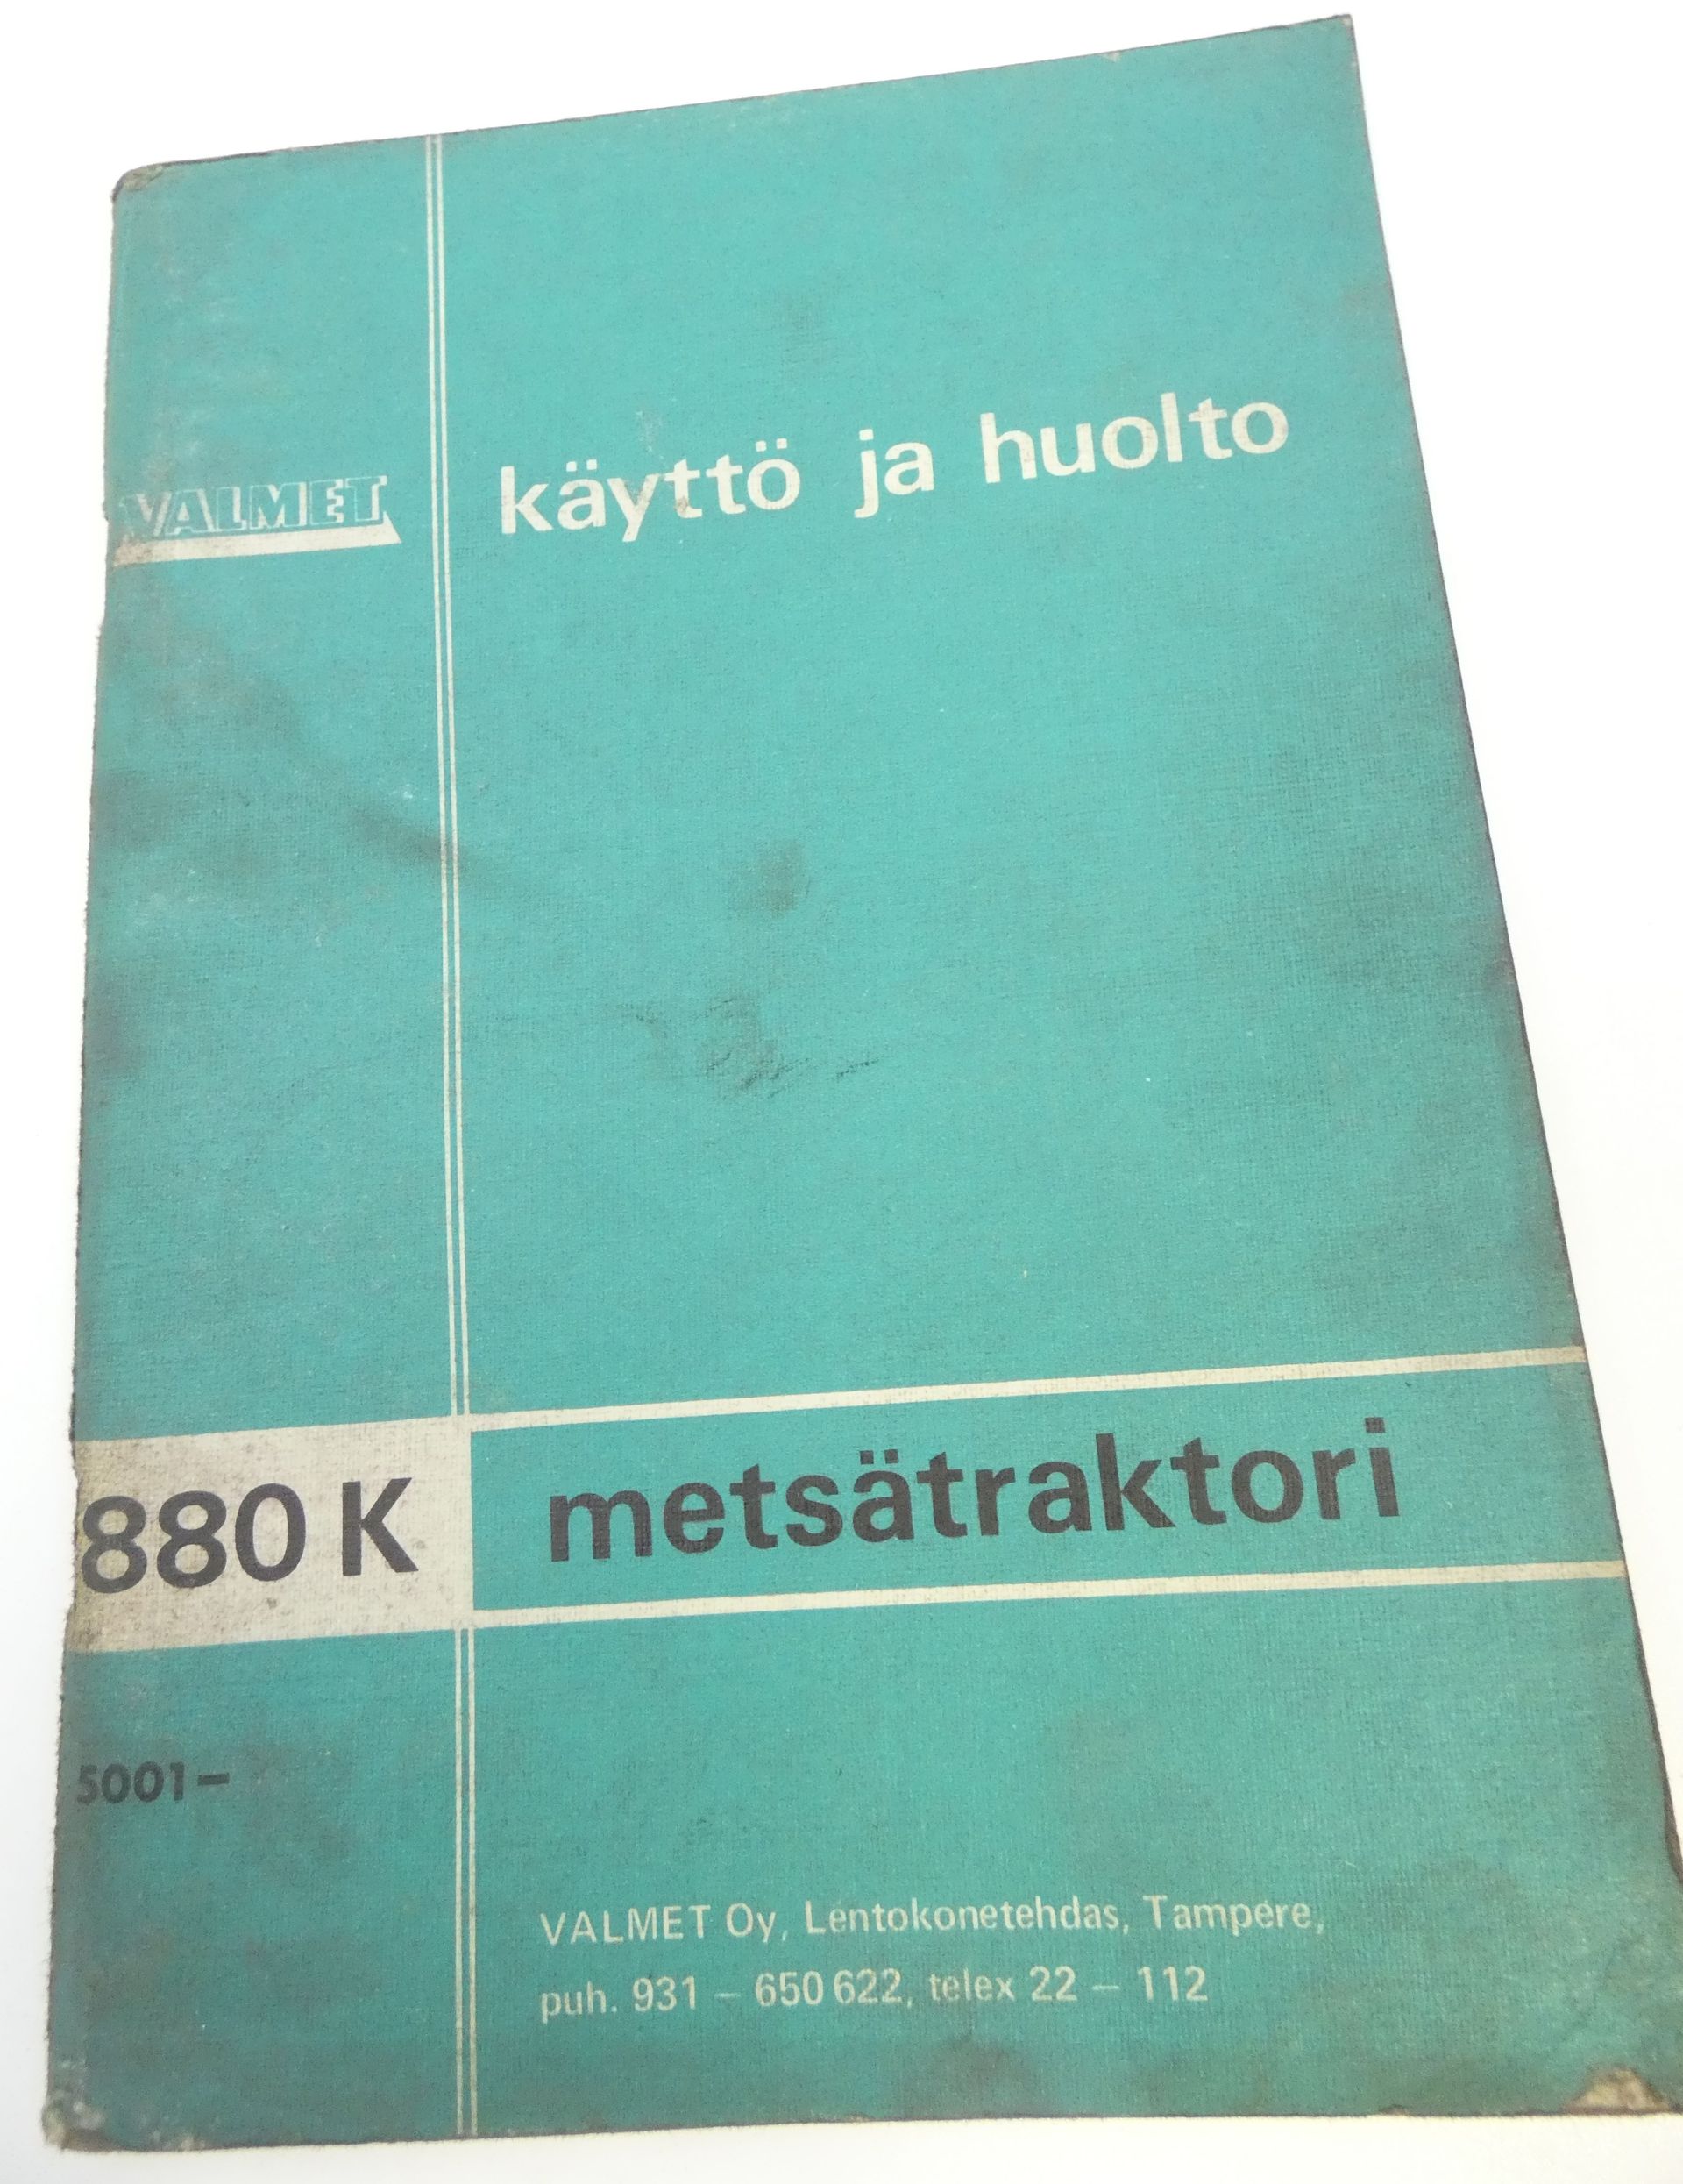 VALMET
käyttö ja huolto
880 K
metsätraktori
5001-
VALMET Oy, Lentokonetehdas, Tampere,
puh. 931 - 650 622, telex 22 - 112